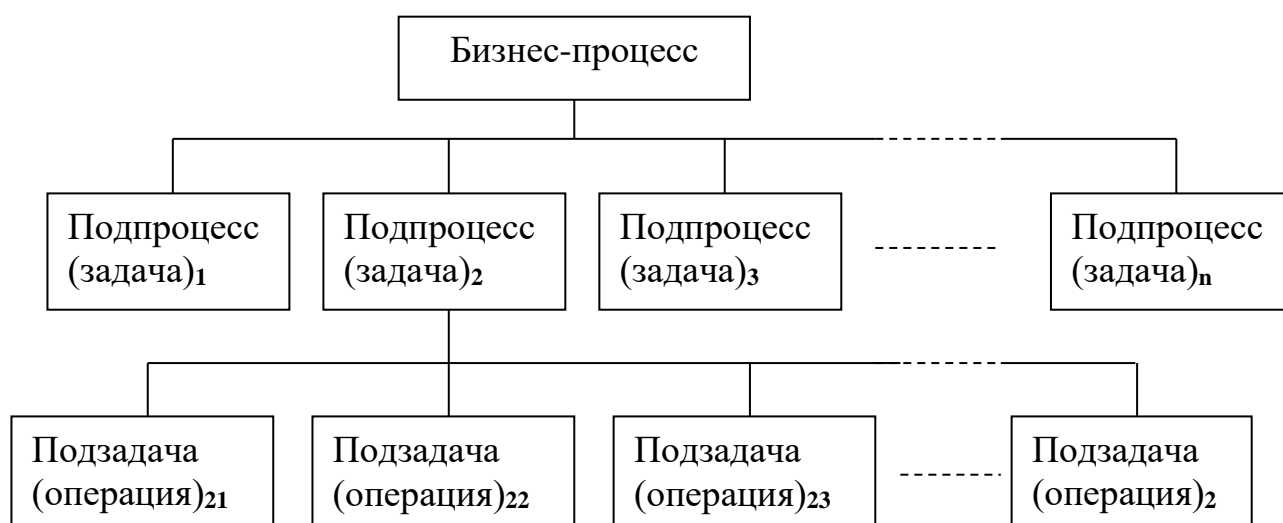 Бизнес-процесс
Подпроцесс Подпроцесс Подпроцесс Подпроцесс
(задача)1 (задача)2 (задача)3 (задача)n
Подзадача Подзадача Подзадача Подзадача
(операция)21 (операция)22 (операция)23 (операция)2